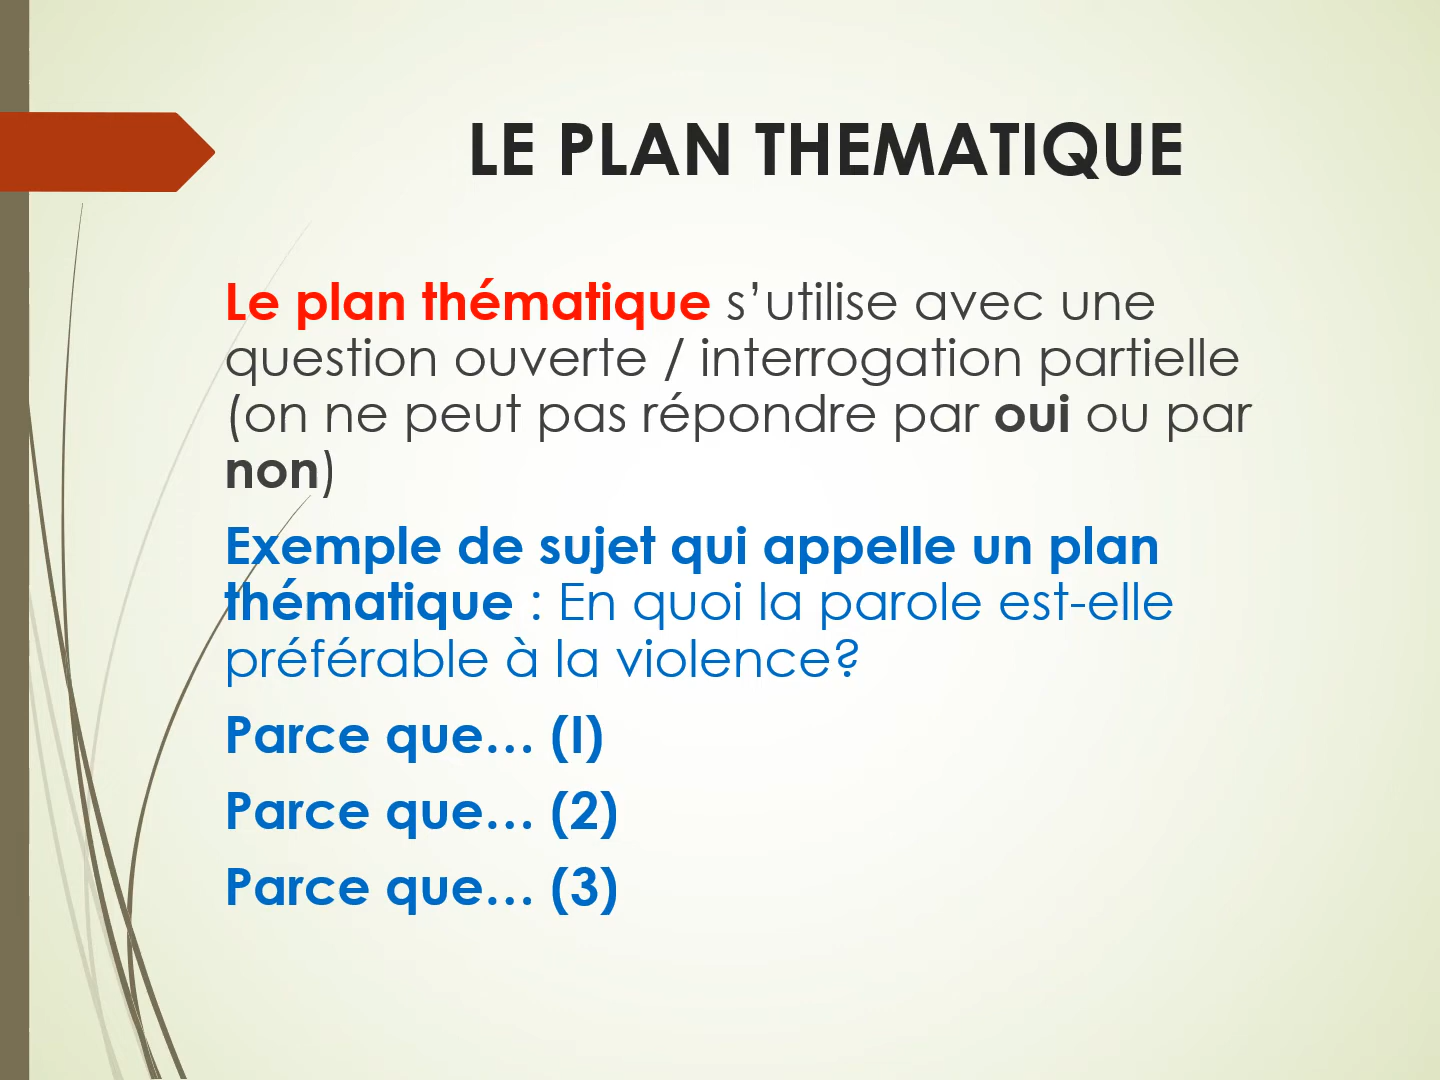 LE PLAN THEMATIQUE
Le plan thématique s’utilise avec une
question ouverte / interrogation partielle
(on ne peut pas répondre par oui ou par
non)
Exemple de sujet qui appelle un plan
thématique : En quoi la parole est-elle
préférable à la violence?
Parce que… (I)
Parce que… (2)
Parce que… (3)